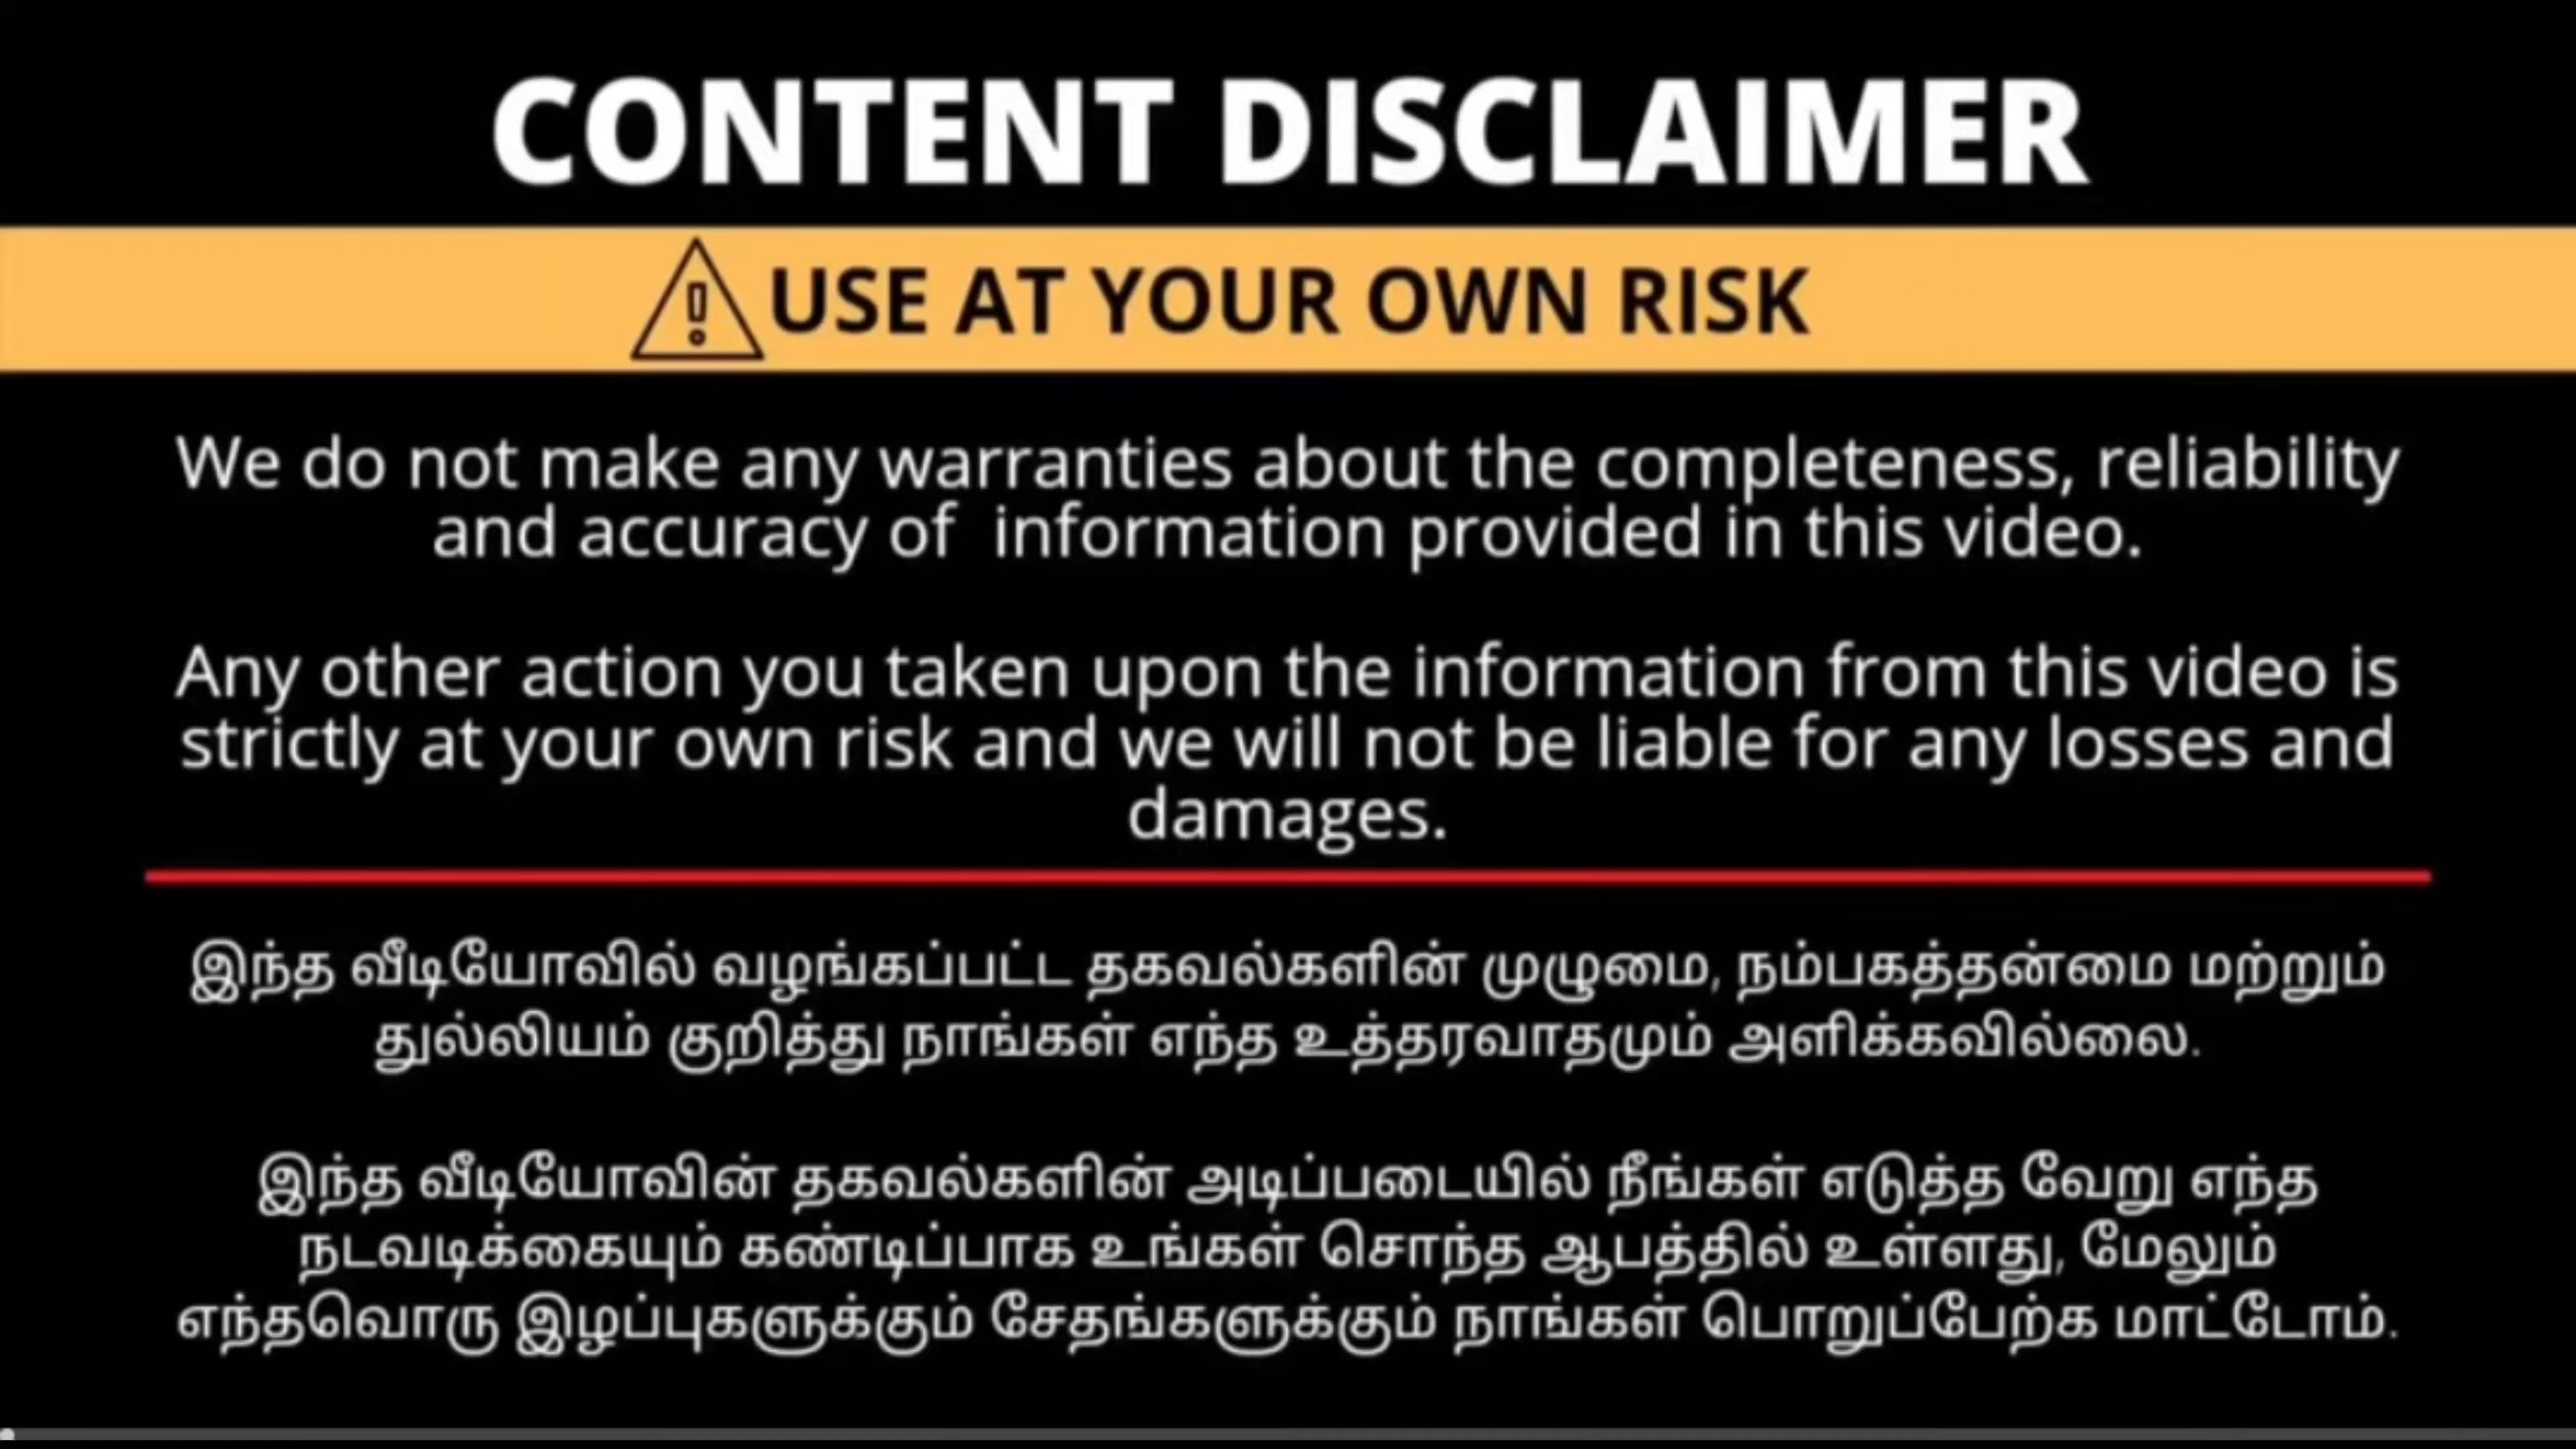 CONTENT DISCLAIMER
USE AT YOUR OWN RISK
We do not make any warranties about the completeness, reliability
and accuracy of  information provided in this video.
Any other action you taken upon the information from this video is
strictly at your own risk and we will not be liable for any losses and
damages.
இந்த வீடியோவில் வழங்கப்பட்ட தகவல்களின் முழுமை, நம்பகத்தன்மை மற்றும்
துல்லியம் குறித்து நாங்கள் எந்த உத்தரவாதமும் அளிக்கவில்லை.
இந்த வீடியோவின் தகவல்களின் அடிப்படையில் நீங்கள் எடுத்த வேறு எந்த
நடவடிக்கையும் கண்டிப்பாக உங்கள் சொந்த ஆபத்தில் உள்ளது, மேலும்
எந்தவொரு இழப்புகளுக்கும் சேதங்களுக்கும் நாங்கள் பொறுப்பேற்க மாட்டோம்.